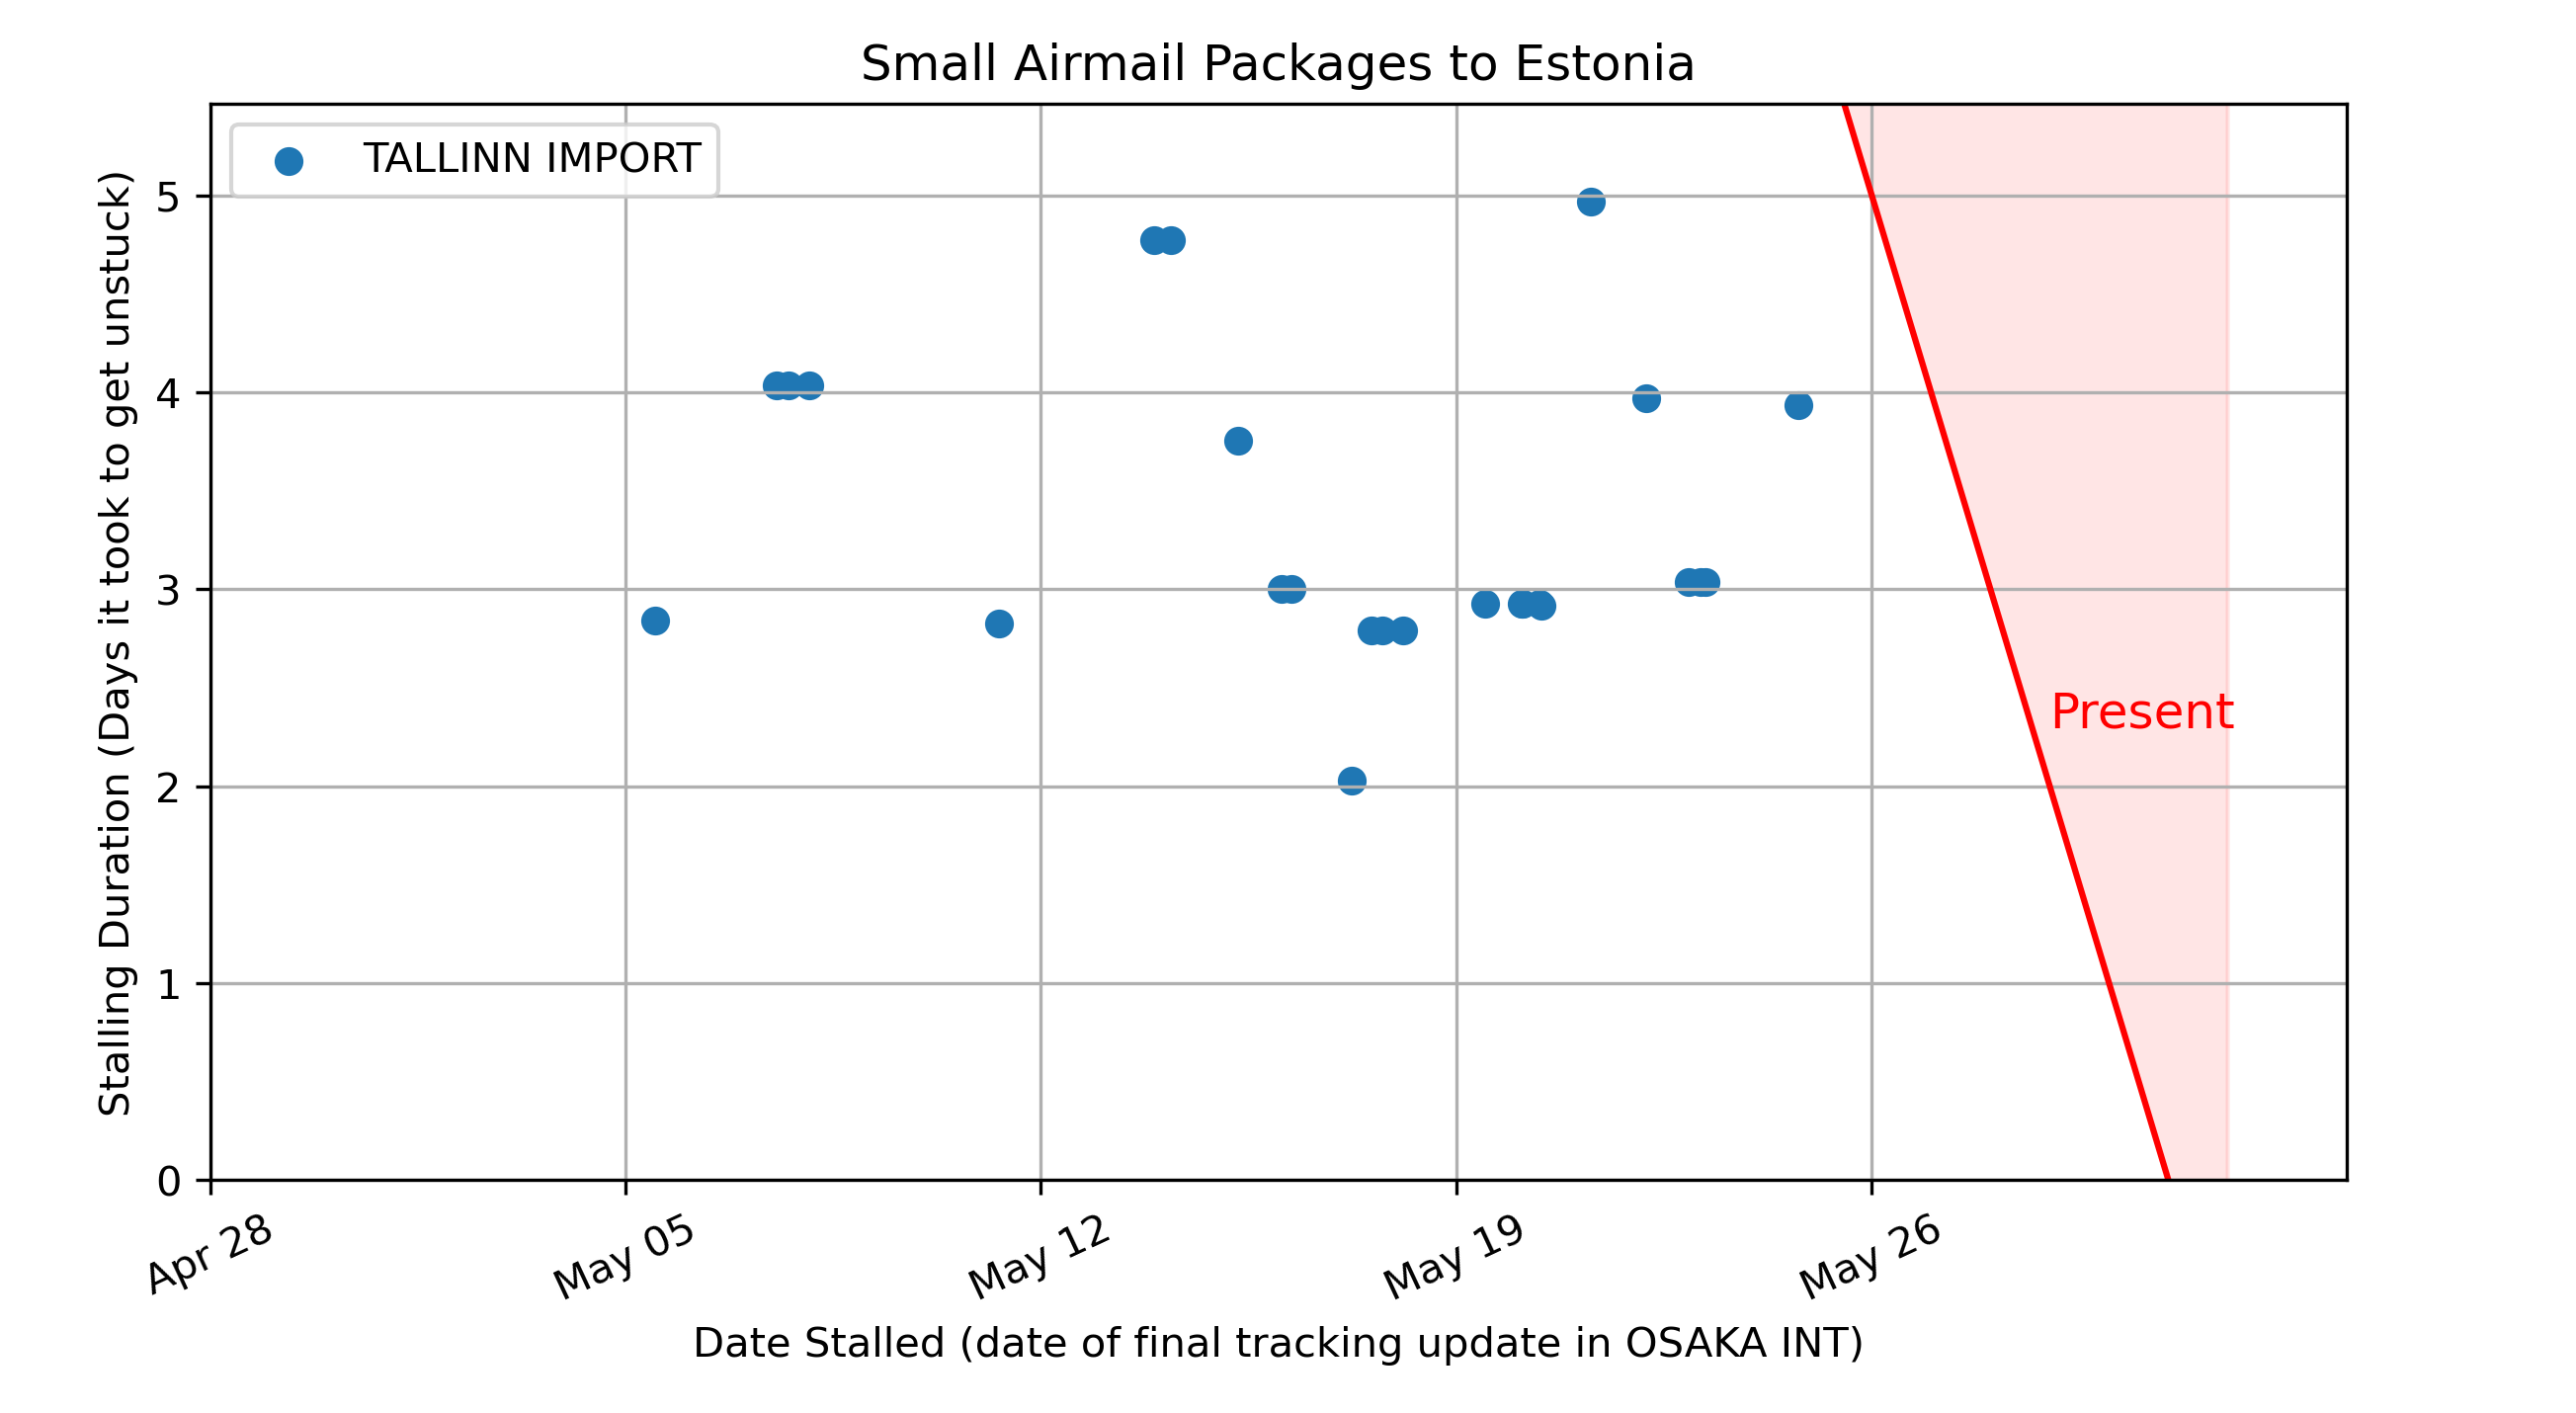 Small Airmail Packages to Estonia
TALLINN IMPORT
Stalling Duration (Days it took to get unstuck)
5
4
3
2
1
0
Present
Apr 28
May 05
May 12
May 19
May 26
Date Stalled (date of final tracking update in OSAKA INT)